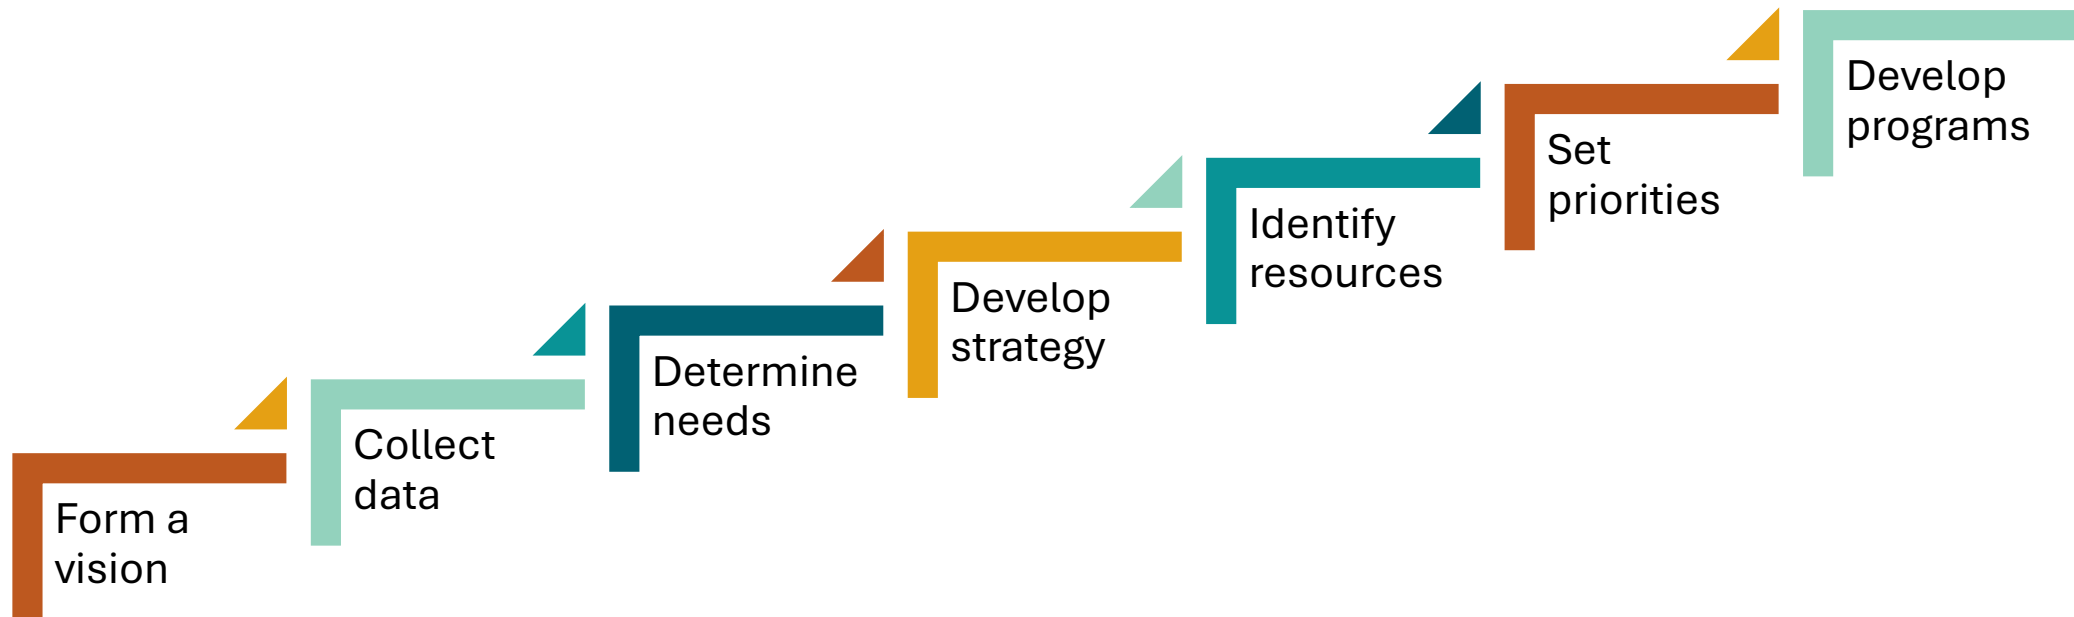 Form a
vision
Collect
data
Determine
needs
Develop
strategy
Identify
resources
Set
priorities
Develop
programs